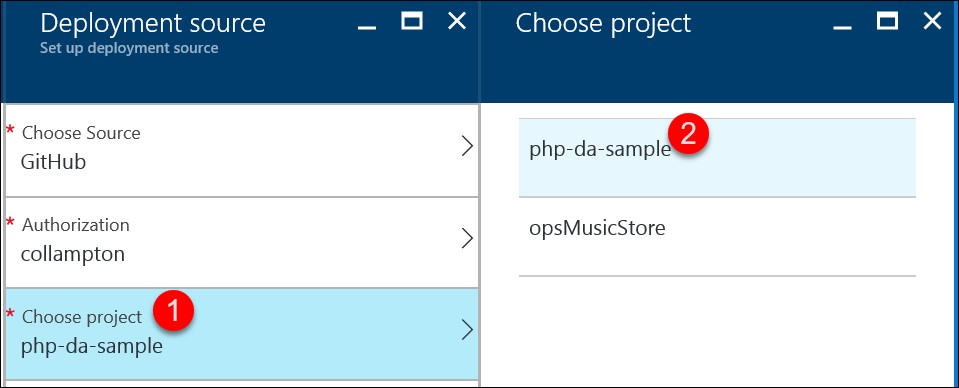 Deployment source
Set up deployment source
* Choose Source
GitHub
* Authorization
collampton
* Choose project 1
php-da-sample
Choose project
php-da-sample 2
opsMusicStore